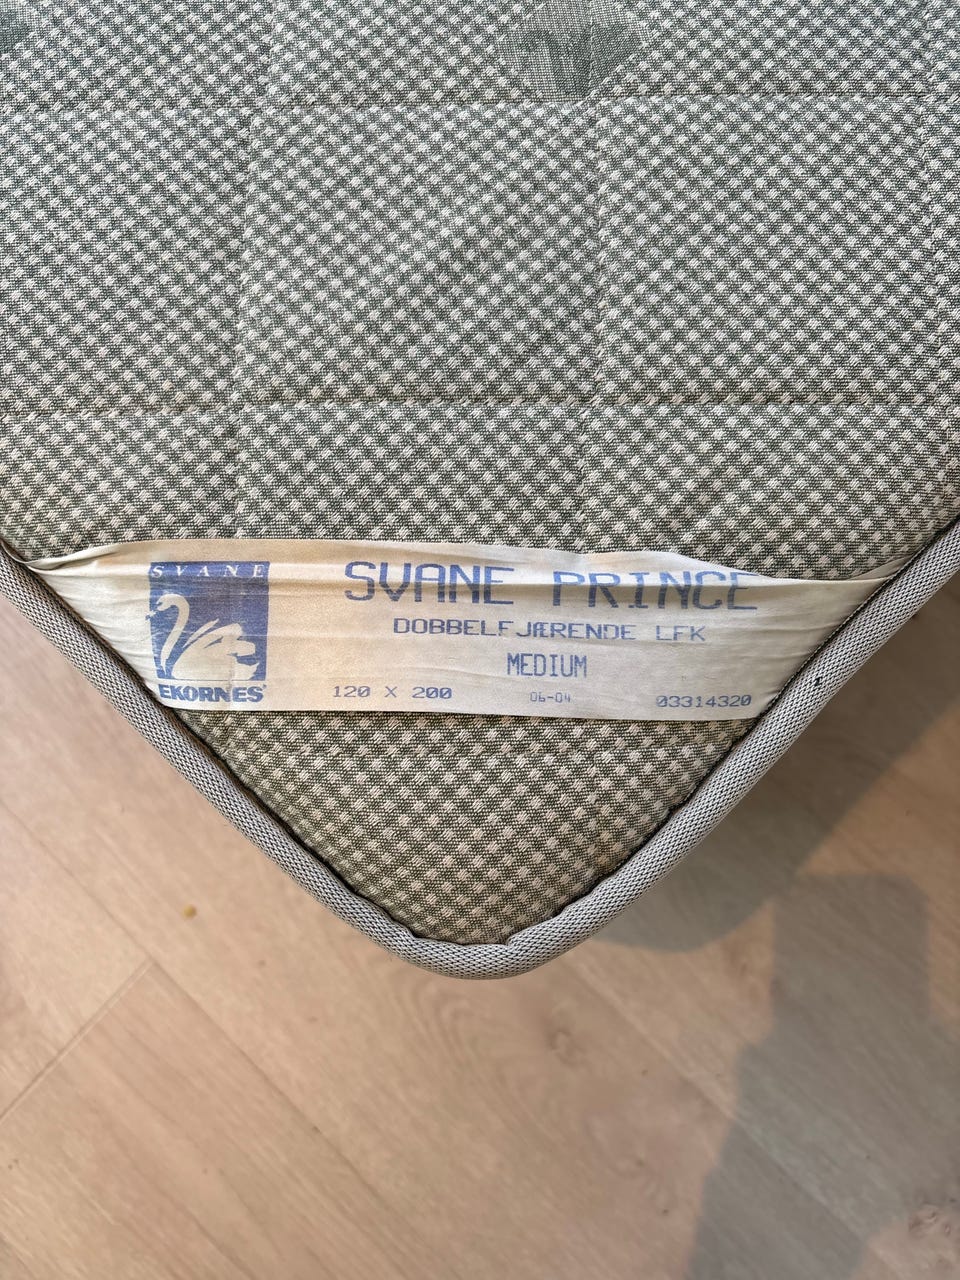 SVANE
EKORNES
SVANE PRINCE
DOBBELFJÆRENDE LFK
MEDIUM
120 X 200 06-04 03314320